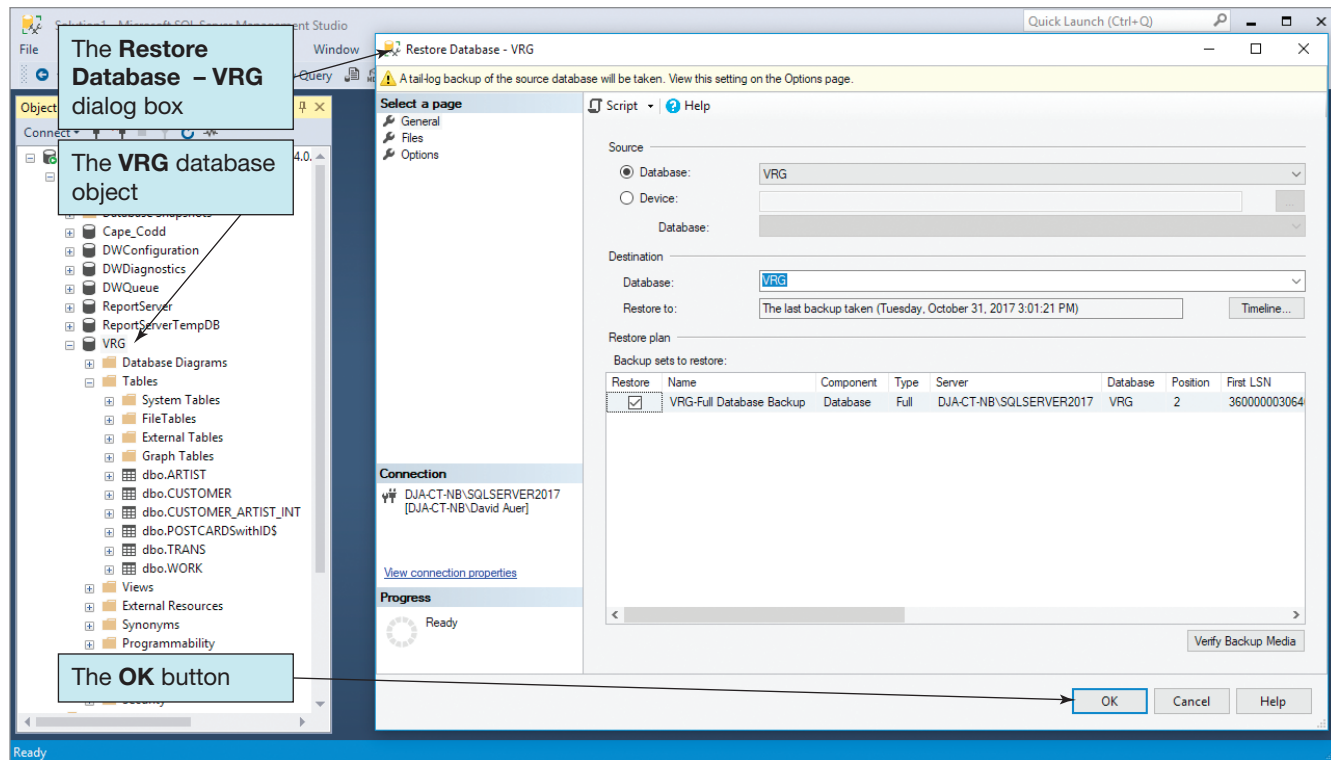 Solution1 - Microsoft SQL Server Management Studio
Quick Launch (Ctrl+Q)
File
Window
Query
The Restore
Database – VRG
dialog box
Object
Connect
4.0.
The VRG database
object
Database Snapshots
Cape_Codd
DWConfiguration
DWDiagnostics
DWQueue
ReportServer
ReportServerTempDB
VRG
Database Diagrams
Tables
System Tables
FileTables
External Tables
Graph Tables
dbo.ARTIST
dbo.CUSTOMER
dbo.CUSTOMER_ARTIST_INT
dbo.POSTCARDSwithID$
dbo.TRANS
dbo.WORK
Views
External Resources
Synonyms
Programmability
The OK button
Security
Ready
Restore Database - VRG
A tail-log backup of the source database will be taken. View this setting on the Options page.
Select a page
General
Files
Options
Script
Help
Source
Database:
VRG
Device:
...
Database:
Destination
Database:
VRG
Restore to:
The last backup taken (Tuesday, October 31, 2017 3:01:21 PM)
Timeline...
Restore plan
Backup sets to restore:
Restore Name Component Type Server Database Position First LSN
VRG-Full Database Backup Database Full DJA-CT-NB\SQLSERVER2017 VRG 2 360000003064
Connection
DJA-CT-NB\SQLSERVER2017
[DJA-CT-NB\David Auer]
View connection properties
Progress
Ready
Verify Backup Media
OK
Cancel
Help